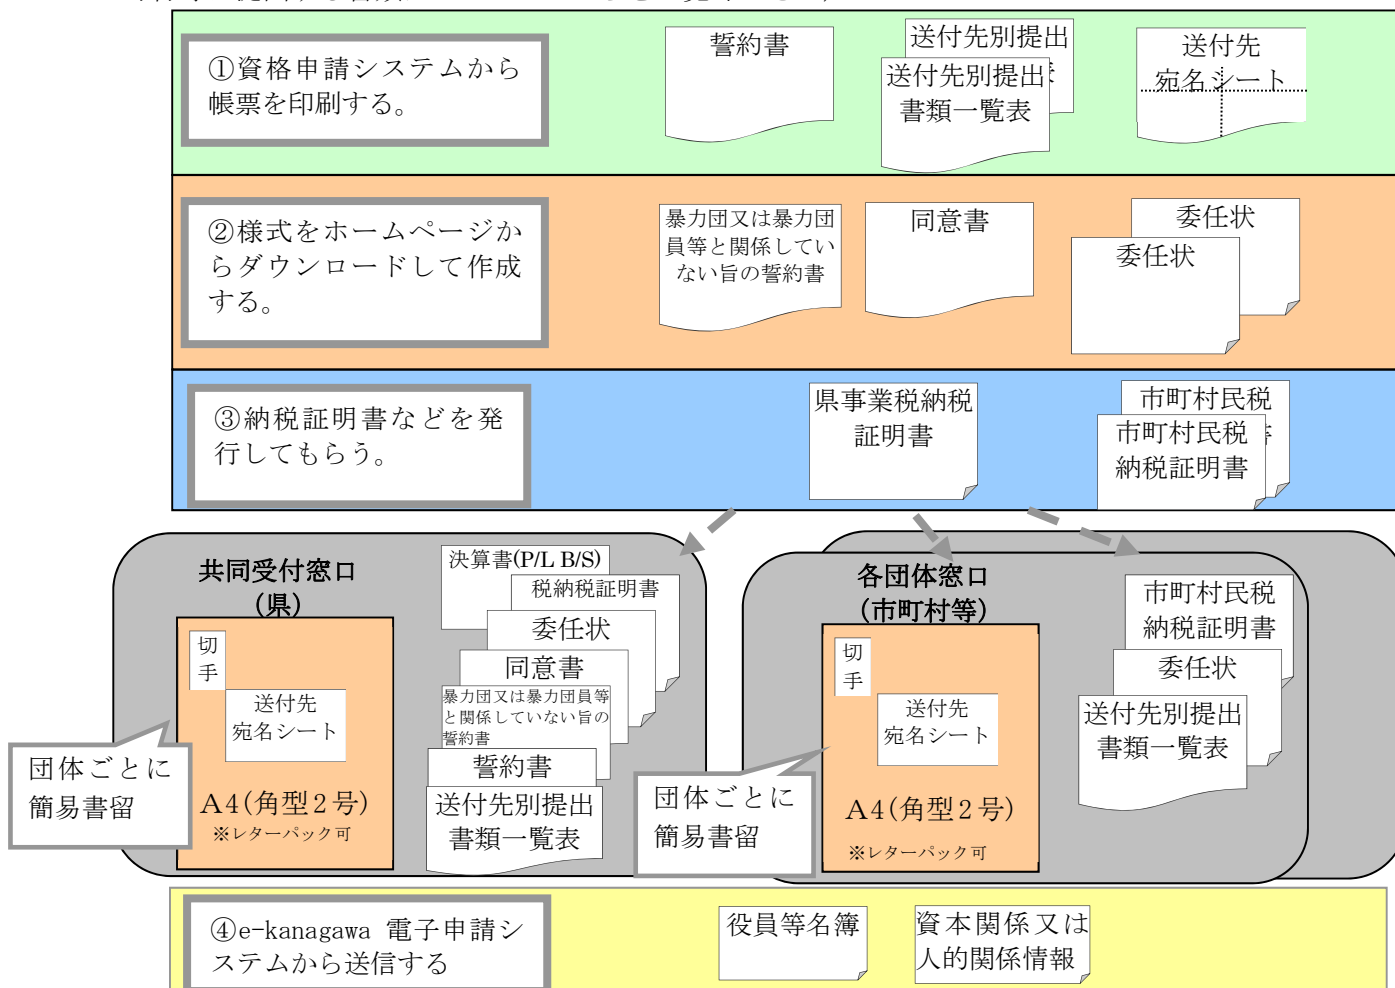 ①資格申請システムから
帳票を印刷する。
誓約書
送付先別提出
送付先別提出
書類一覧表
送付先
宛名シート
②様式をホームページか
らダウンロードして作成
する。
暴力団又は暴力団
員等と関係してい
ない旨の誓約書
同意書
委任状
委任状
③納税証明書などを発
行してもらう。
県事業税納税
証明書
市町村民税
市町村民税
納税証明書
共同受付窓口
(県)
切
手
送付先
宛名シート
A4(角型2号)
※レターパック可
団体ごとに
簡易書留
決算書(P/L B/S)
税納税証明書
委任状
同意書
暴力団又は暴力団員等
と関係していない旨の
誓約書
誓約書
送付先別提出
書類一覧表
各団体窓口
(市町村等)
切
手
送付先
宛名シート
A4(角型2号)
※レターパック可
団体ごとに
簡易書留
市町村民税
納税証明書
委任状
送付先別提出
書類一覧表
④e-kanagawa 電子申請シ
ステムから送信する
役員等名簿
資本関係又は
人的関係情報